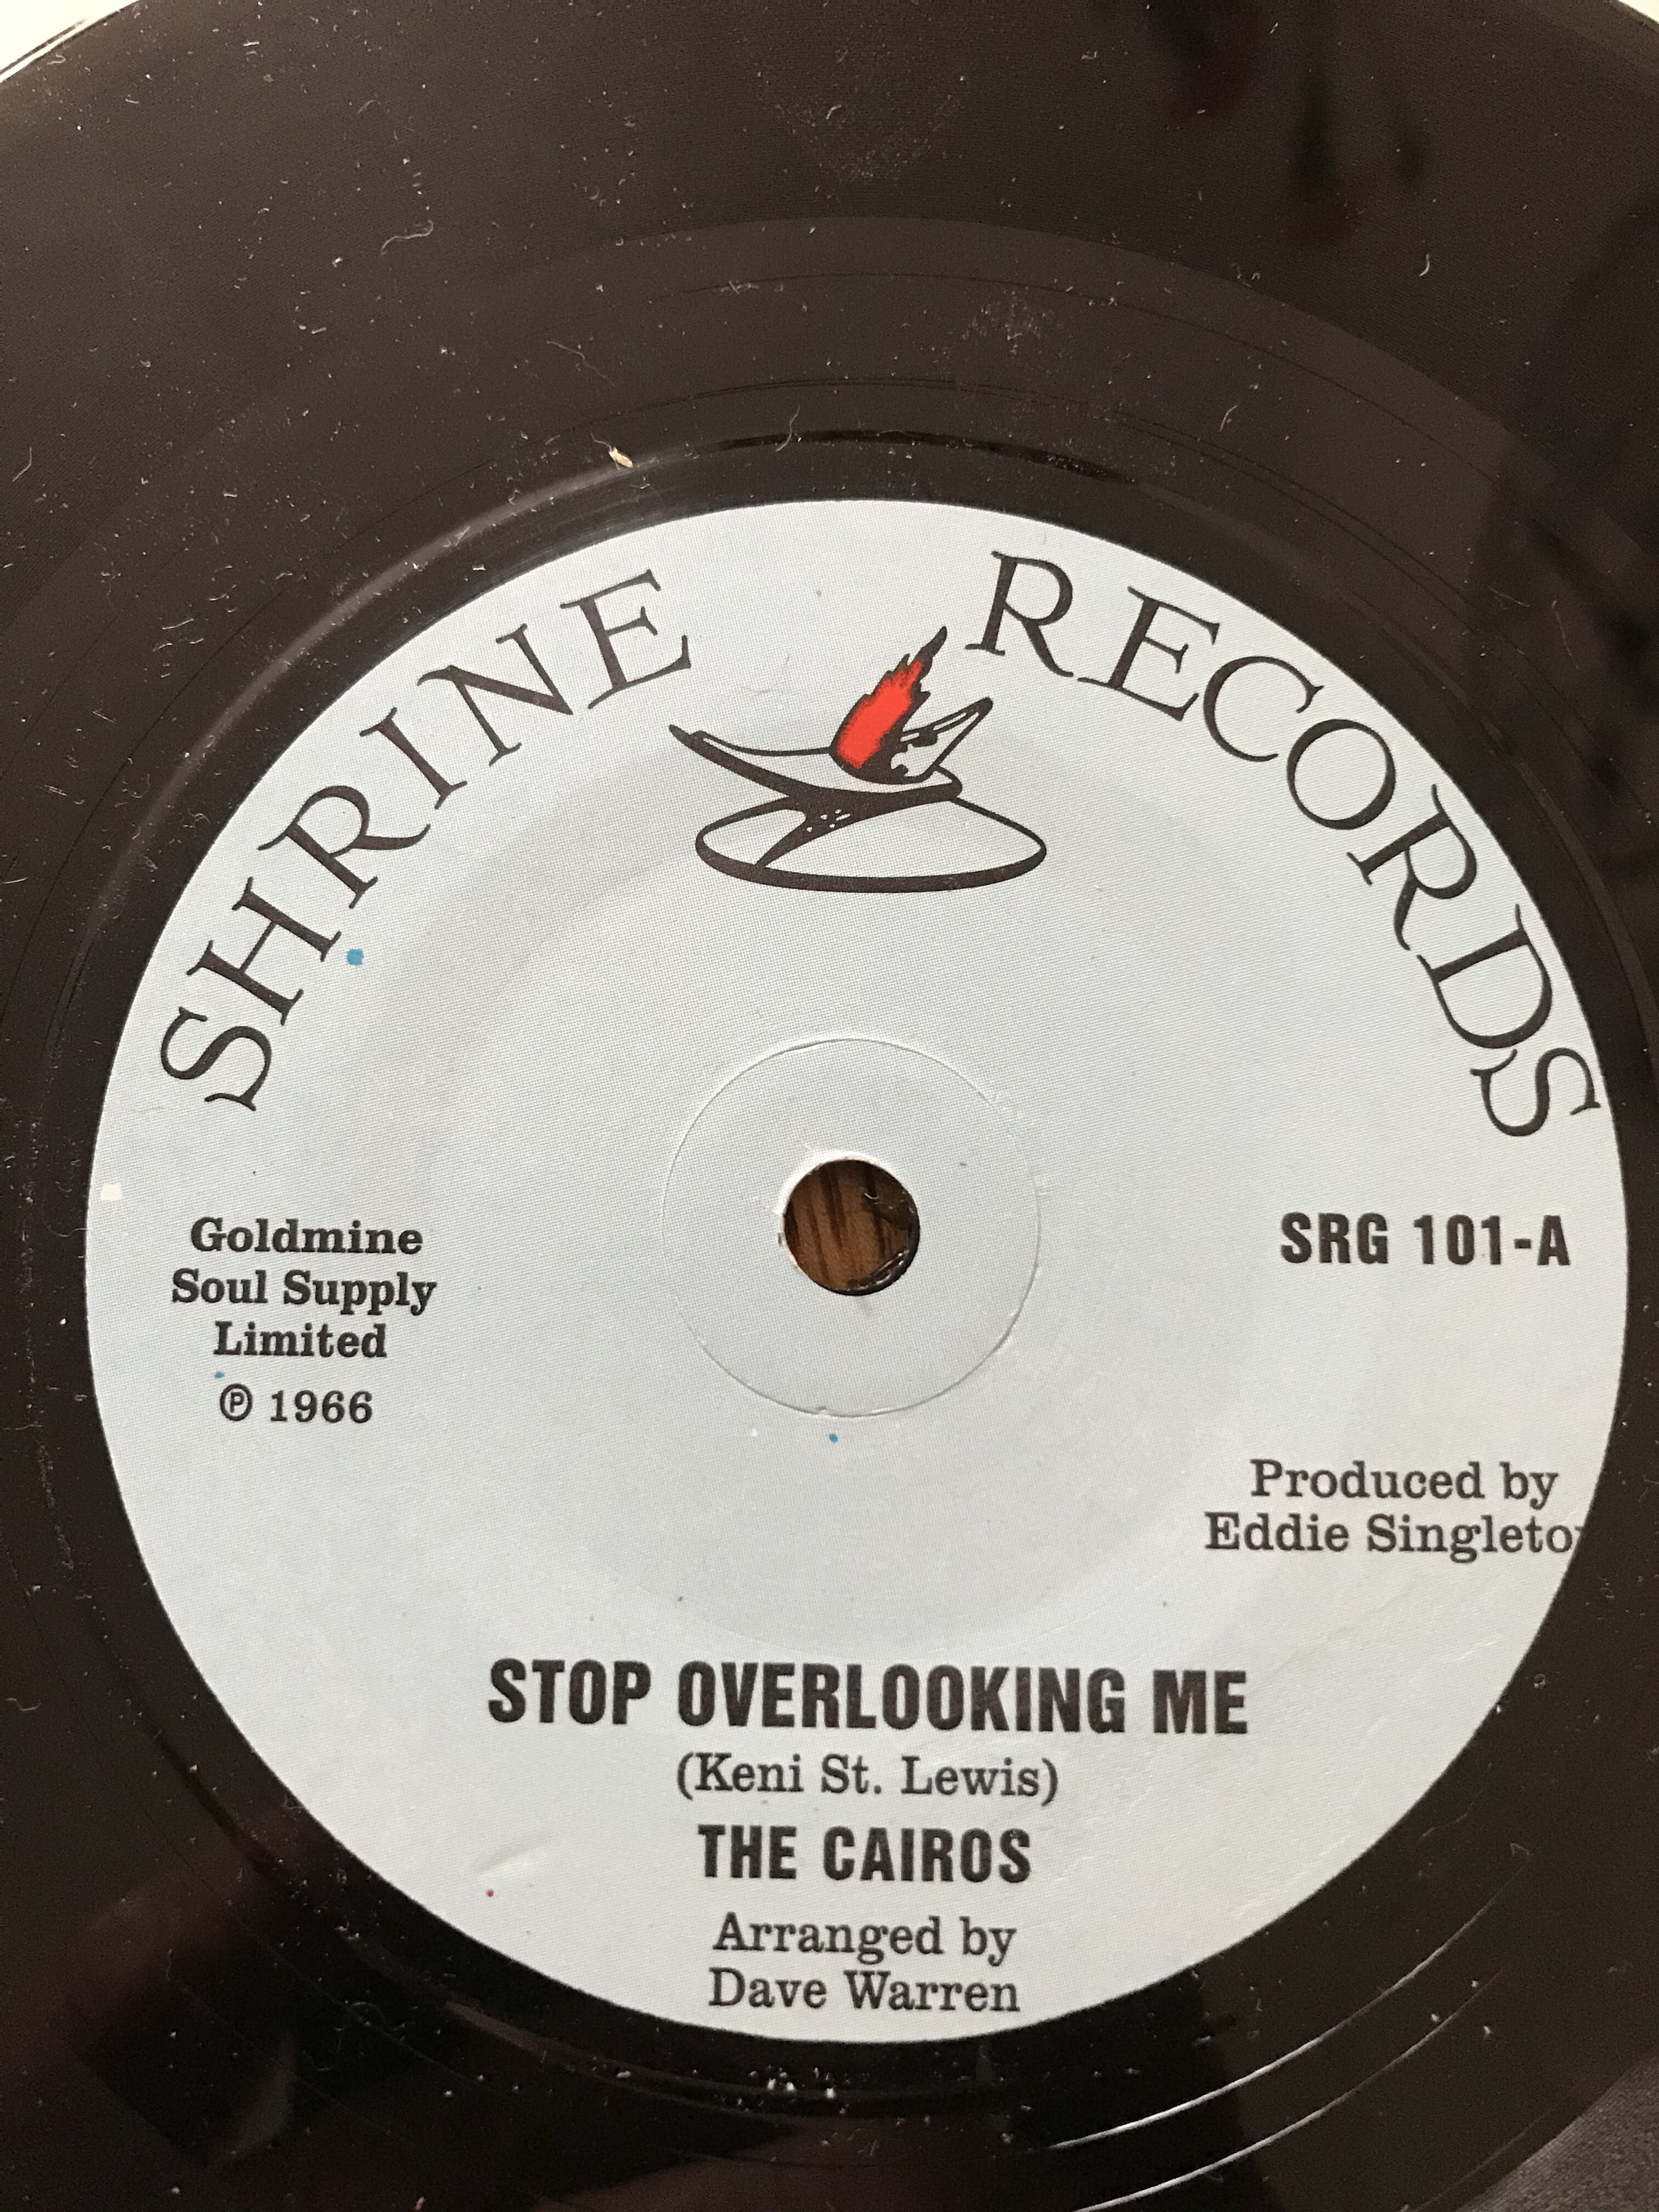 SHRINE RECORDS
Goldmine
Soul Supply
Limited
℗ 1966
SRG 101-A
Produced by
Eddie Singleto
STOP OVERLOOKING ME
(Keni St. Lewis)
THE CAIROS
Arranged by
Dave Warren